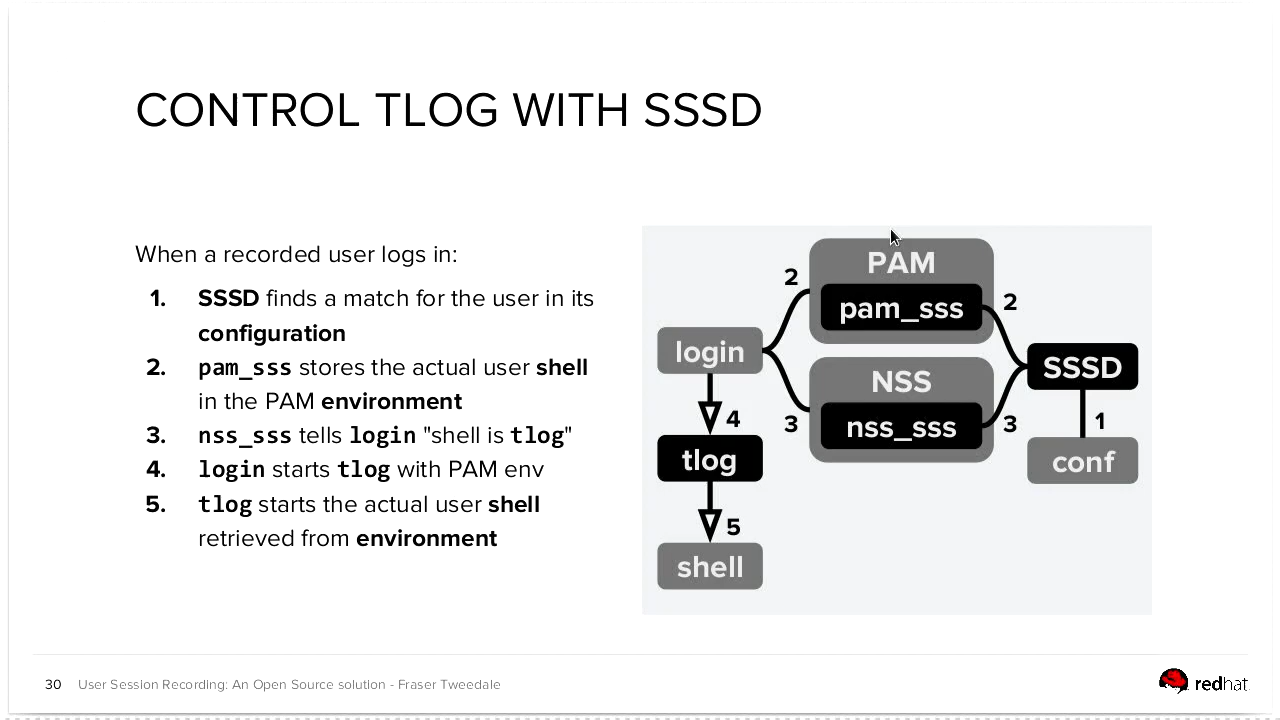 CONTROL TLOG WITH SSSD
When a recorded user logs in:
1. SSSD finds a match for the user in its
configuration
2. pam_sss stores the actual user shell
in the PAM environment
3. nss_sss tells login "shell is tlog"
4. login starts tlog with PAM env
5. tlog starts the actual user shell
retrieved from environment
PAM
2
pam_sss
2
login
SSSD
NSS
4
3
nss_sss
3
1
tlog
conf
5
shell
30 User Session Recording: An Open Source solution - Fraser Tweedale
redhat